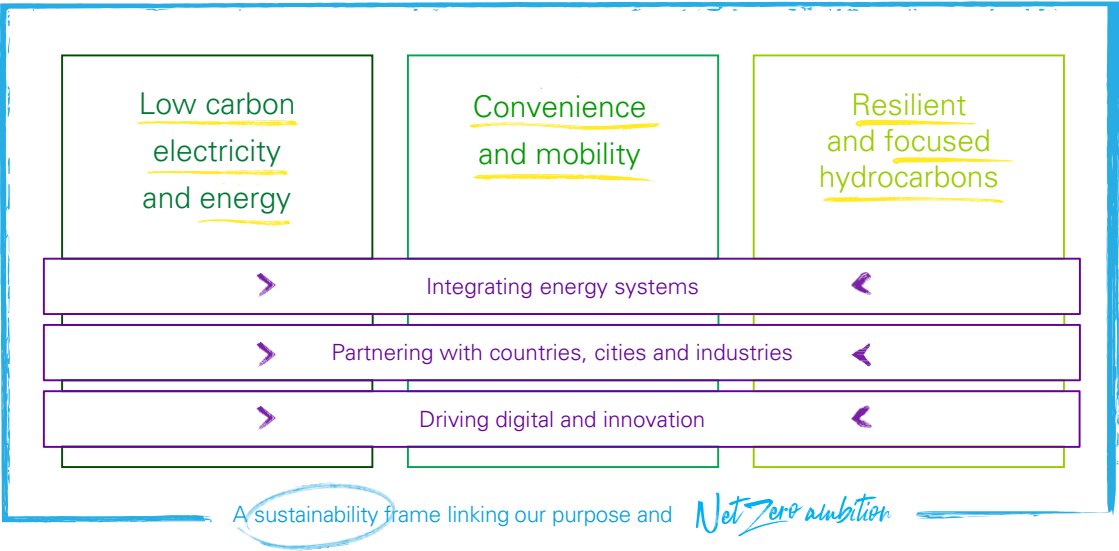 Low carbon
electricity
and energy
Convenience
and mobility
Resilient
and focused
hydrocarbons
Integrating energy systems
Partnering with countries, cities and industries
Driving digital and innovation
A sustainability frame linking our purpose and Net Zero ambition